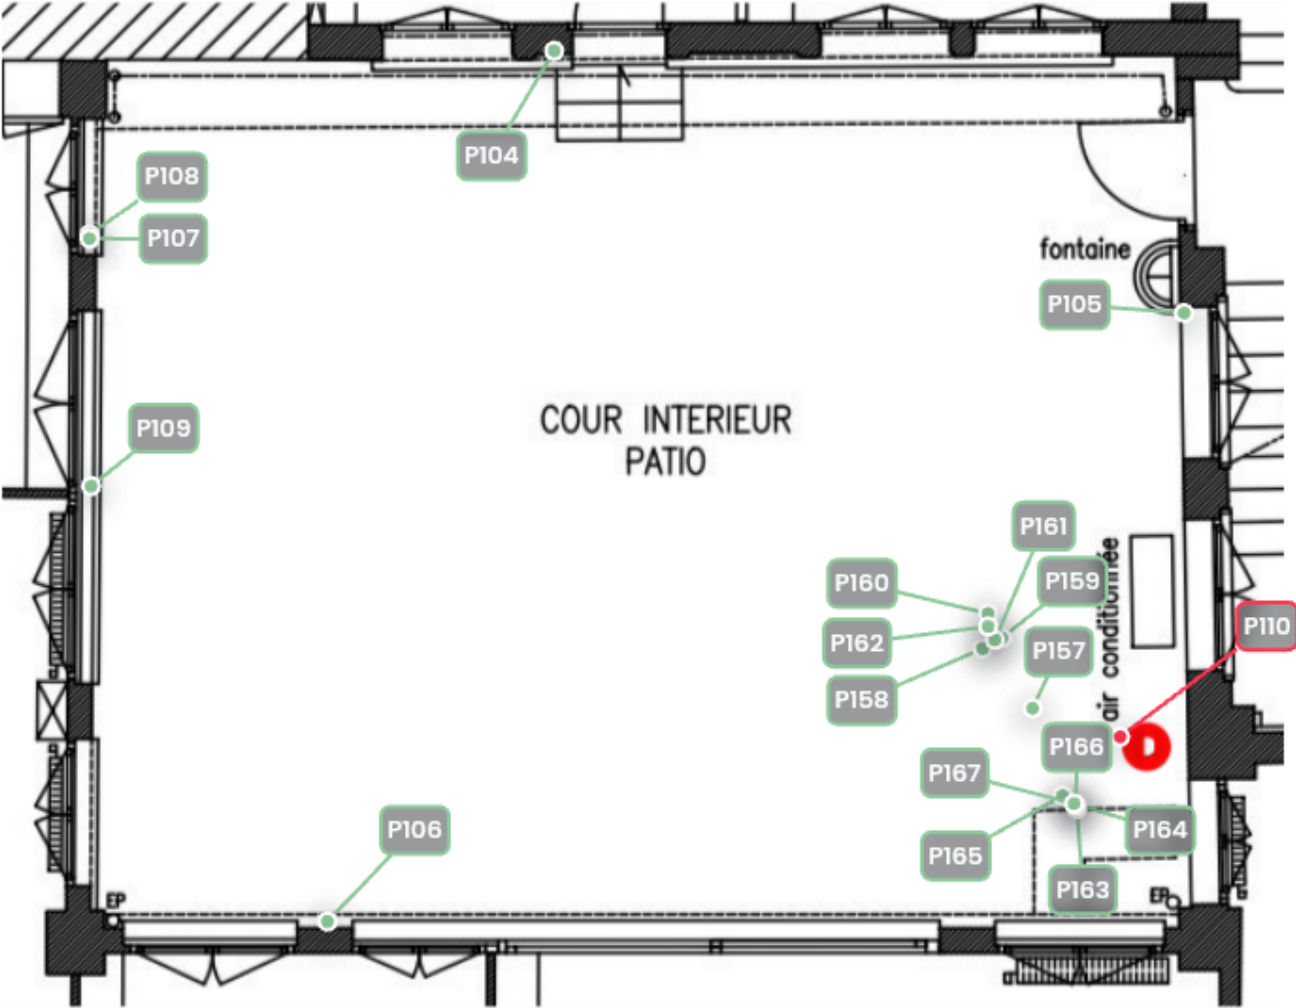 P104
P108
P107
fontaine
P105
COUR INTERIEUR
PATIO
P109
P161
P160
P159
P162
P157
P158
air conditionnée
P110
P166
P167
P164
P165
P163
P106
EP
EP